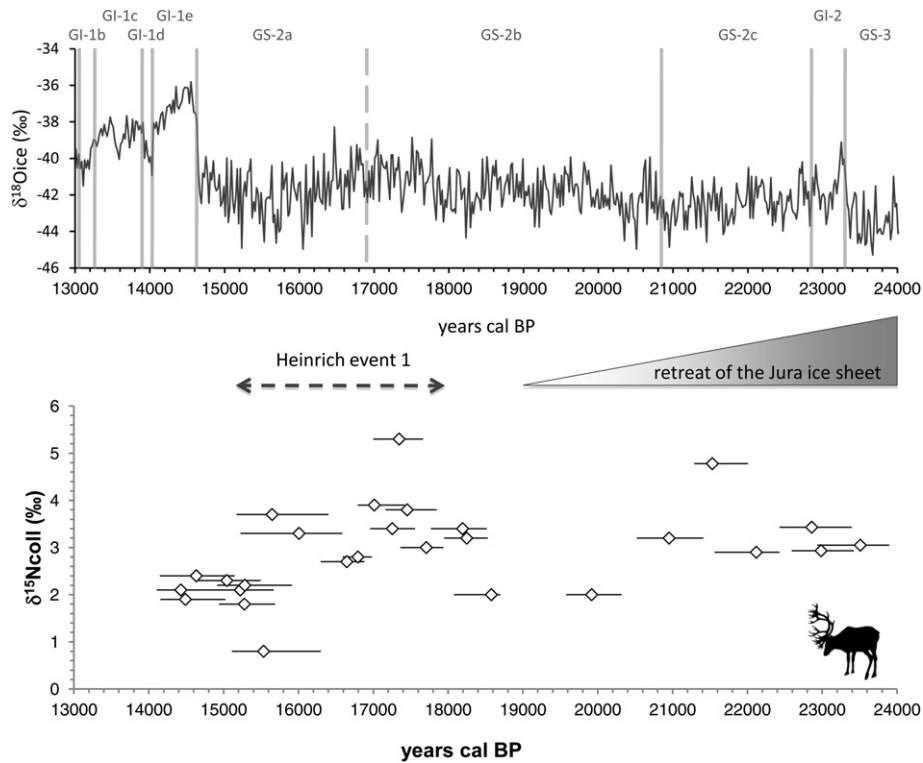 GI-1c GI-1e GI-2
GI-1b GI-1d GS-2a GS-2b GS-2c GS-3
δ18Oice (‰)
-34
-36
-38
-40
-42
-44
-46
13000 14000 15000 16000 17000 18000 19000 20000 21000 22000 23000 24000
years cal BP
Heinrich event 1
retreat of the Jura ice sheet
δ15Ncoll (‰)
6
5
4
3
2
1
0
13000 14000 15000 16000 17000 18000 19000 20000 21000 22000 23000 24000
years cal BP